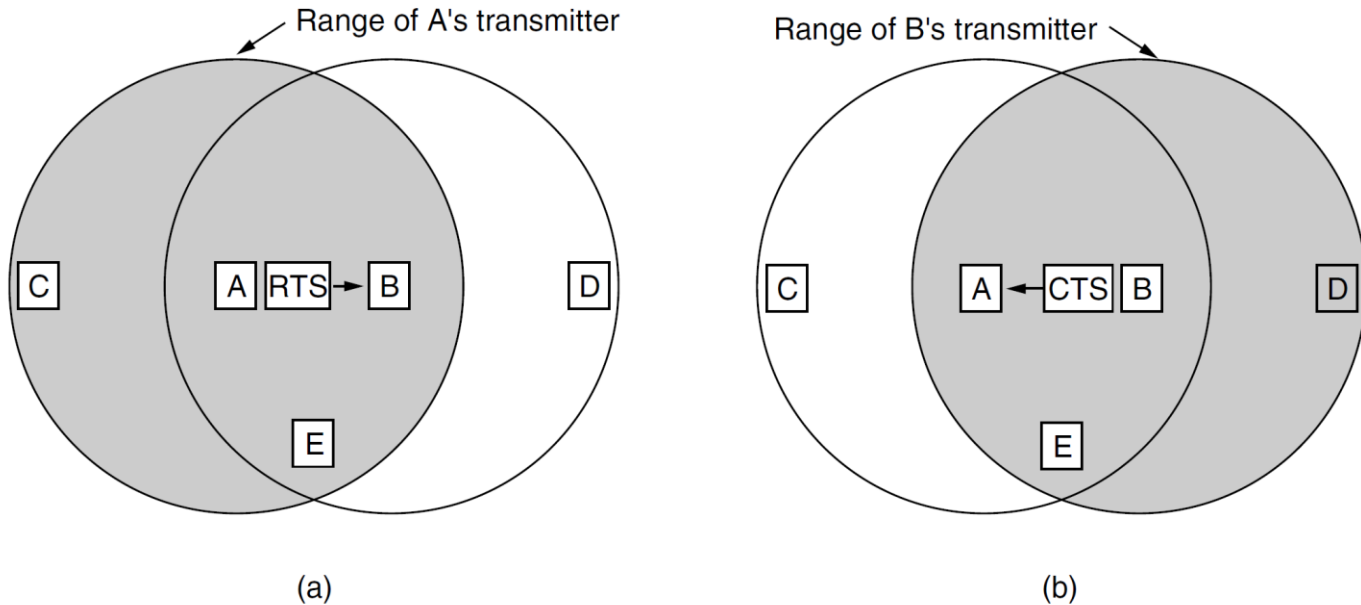 Range of A's transmitter
C A RTS B D
E
(a)
Range of B's transmitter
C A CTS B D
E
(b)